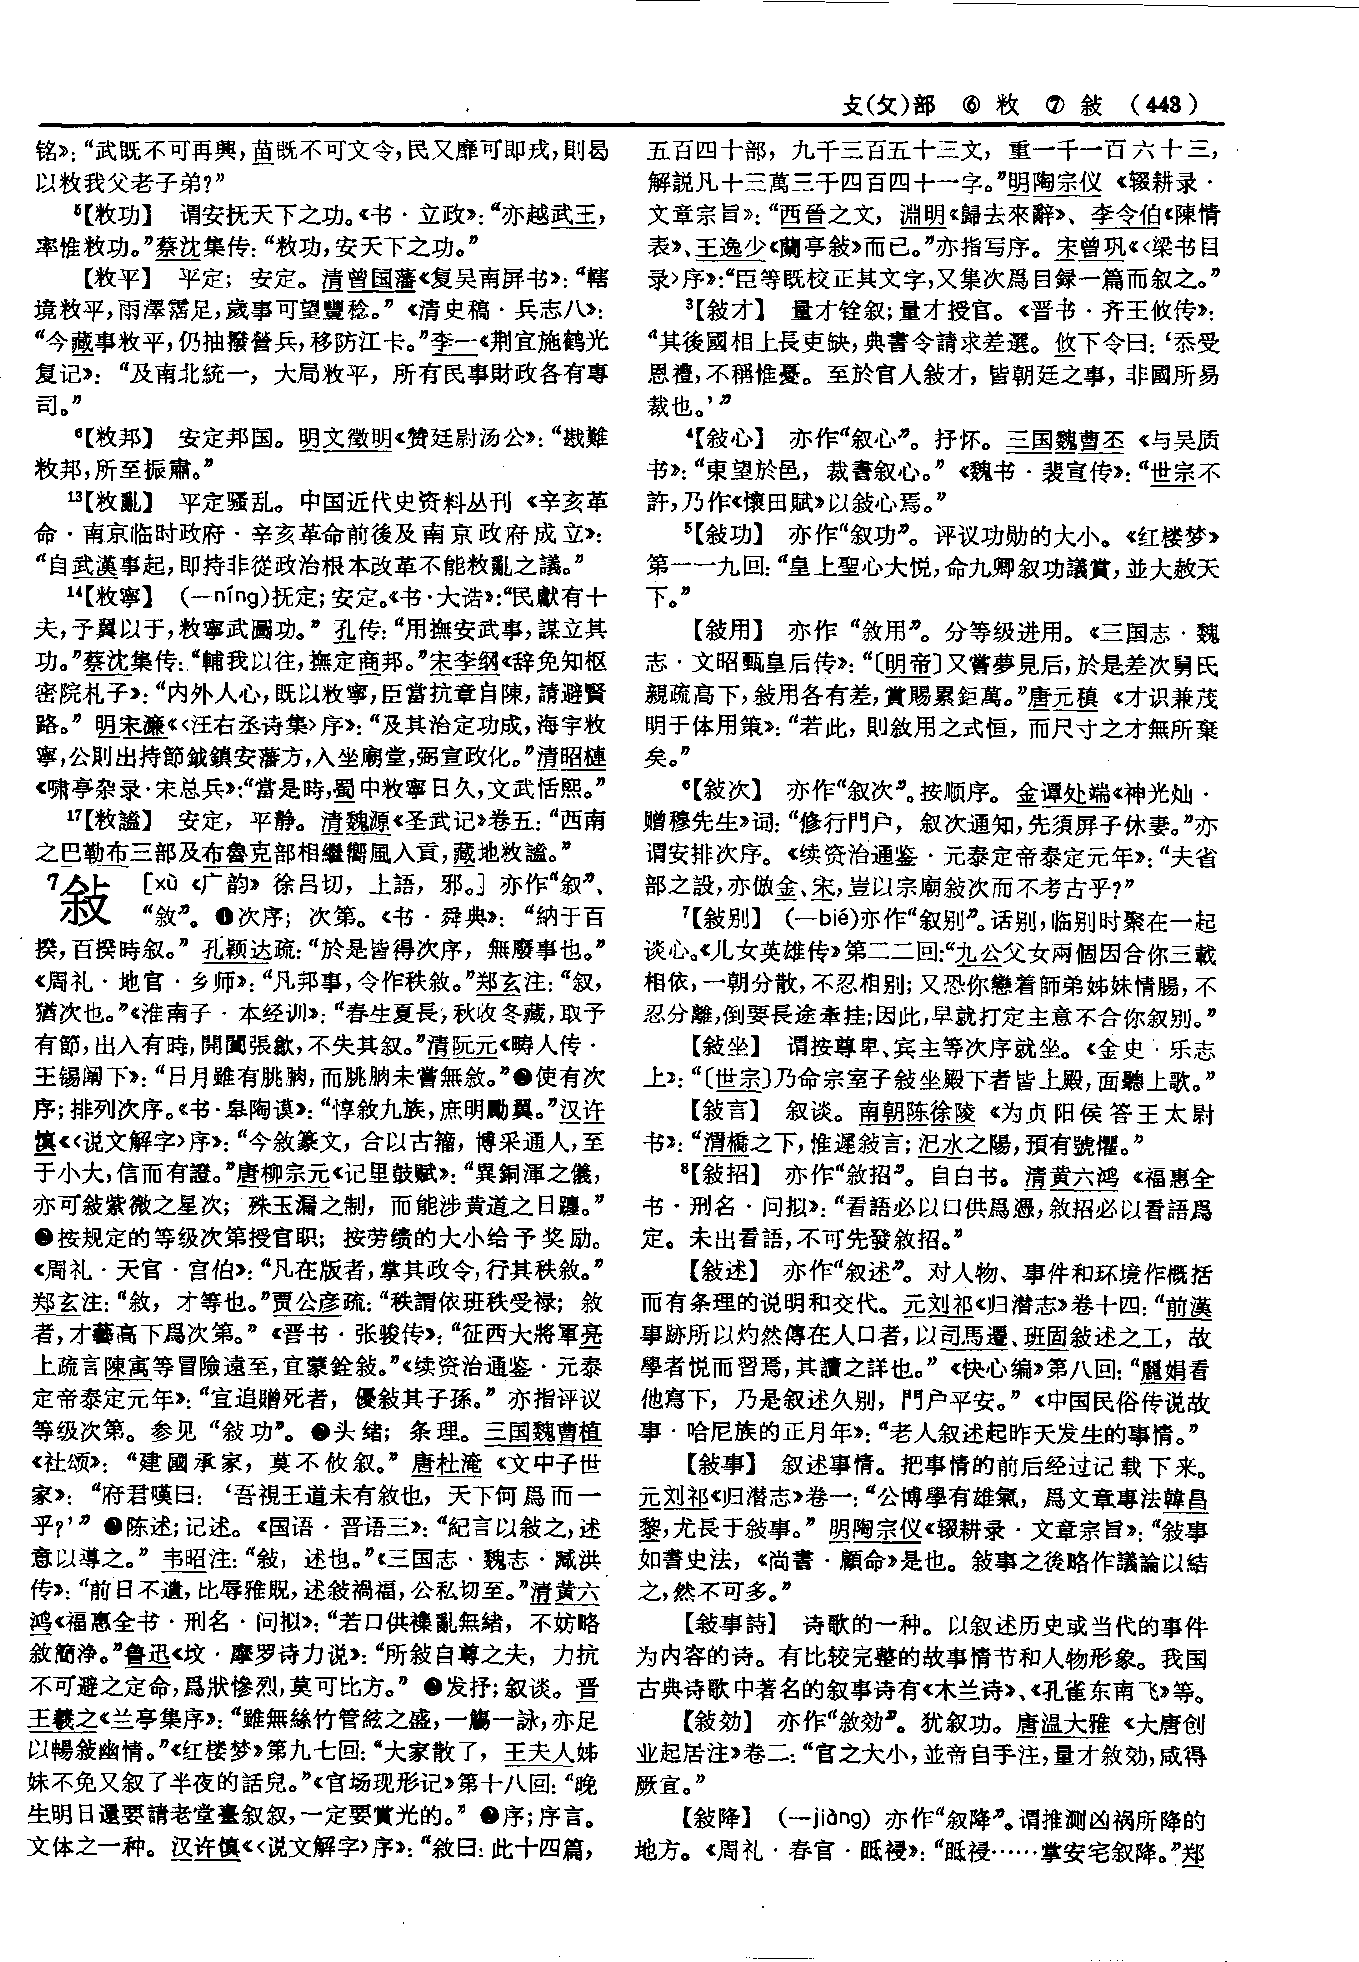 攴(攵)部 ⑥ 敉 ⑦ 敍 (443)
铭》：“武既不可再興，苗既不可文令，民又靡可即戎，則曷
以敉我父老子弟？”
⁵【敉功】 谓安抚天下之功。《书·立政》：“亦越武王，
率惟敉功。”蔡沈集传：“敉功，安天下之功。”
【敉平】 平定；安定。清曾国藩《复吴南屏书》：“轄
境敉平，雨澤霑足，歲事可望豐稔。”《清史稿·兵志八》：
“今藏事敉平，仍抽撥營兵，移防江卡。”李一《荆宜施鹤光
复记》：“及南北統一，大局敉平，所有民事財政各有專
司。”
⁶【敉邦】 安定邦国。明文徵明《赞廷尉汤公》：“戡難
敉邦，所至振肅。”
¹³【敉亂】 平定骚乱。中国近代史资料丛刊《辛亥革
命·南京临时政府·辛亥革命前後及南京政府成立》：
“自武漢事起，即持非從政治根本改革不能敉亂之議。”
¹⁴【敉寧】 (—níng)抚定；安定。《书·大诰》：“民獻有十
夫，予翼以于，敉寧武圖功。”孔传：“用撫安武事，謀立其
功。”蔡沈集传：“輔我以往，撫定商邦。”宋李纲《辞免知枢
密院札子》：“内外人心，既以敉寧，臣當抗章自陳，請避賢
路。”明宋濂《〈汪右丞诗集〉序》：“及其治定功成，海宇敉
寧，公則出持節鉞鎮安藩方，入坐廟堂，弼宣政化。”清昭槤
《啸亭杂录·宋总兵》：“當是時，蜀中敉寧日久，文武恬熙。”
¹⁷【敉謐】 安定，平静。清魏源《圣武记》卷五：“西南
之巴勒布三部及布魯克部相繼嚮風入貢，藏地敉謐。”
⁷敍 [xù《广韵》徐吕切，上語，邪。]亦作“叙”、
“敘”。❶次序；次第。《书·舜典》：“納于百
揆，百揆時叙。”孔颖达疏：“於是皆得次序，無廢事也。”
《周礼·地官·乡师》：“凡邦事，令作秩敘。”郑玄注：“叙，
猶次也。”《淮南子·本经训》：“春生夏長，秋收冬藏，取予
有節，出入有時，開闔張歙，不失其叙。”清阮元《畴人传·
王锡阐下》：“日月雖有朓朒，而朓朒未嘗無敘。”❷使有次
序；排列次序。《书·皋陶谟》：“惇敘九族，庶明勵翼。”汉许
慎《〈说文解字〉序》：“今敘篆文，合以古籀，博采通人，至
于小大，信而有證。”唐柳宗元《记里鼓赋》：“異銅渾之儀，
亦可敍紫微之星次；殊玉漏之制，而能涉黄道之日躔。”
❸按规定的等级次第授官职；按劳绩的大小给予奖励。
《周礼·天官·宫伯》：“凡在版者，掌其政令，行其秩敘。”
郑玄注：“敘，才等也。”贾公彦疏：“秩謂依班秩受禄；敘
者，才藝高下爲次第。”《晋书·张骏传》：“征西大將軍亮
上疏言陳寓等冒險遠至，宜蒙銓敍。”《续资治通鉴·元泰
定帝泰定元年》：“宜追贈死者，優敍其子孫。”亦指评议
等级次第。参见“敍功”。❹头绪；条理。三国魏曹植
《社颂》：“建國承家，莫不攸叙。”唐杜淹《文中子世
家》：“府君嘆曰：‘吾視王道未有敘也，天下何爲而一
乎？’”❺陈述；记述。《国语·晋语三》：“紀言以敍之，述
意以導之。”韦昭注：“敍，述也。”《三国志·魏志·臧洪
传》：“前日不遺，比辱雅貺，述敍禍福，公私切至。”清黄六
鸿《福惠全书·刑名·问拟》：“若口供襍亂無緒，不妨略
敘簡净。”鲁迅《坟·摩罗诗力说》：“所敍自尊之夫，力抗
不可避之定命，爲狀慘烈，莫可比方。”❻发抒；叙谈。晋
王羲之《兰亭集序》：“雖無絲竹管絃之盛，一觴一詠，亦足
以暢敍幽情。”《红楼梦》第九七回：“大家散了，王夫人姊
妹不免又叙了半夜的話兒。”《官场现形记》第十八回：“晚
生明日還要請老堂臺叙叙，一定要賞光的。”❼序；序言。
文体之一种。汉许慎《〈说文解字〉序》：“敘曰：此十四篇，
五百四十部，九千三百五十三文，重一千一百六十三，
解説凡十三萬三千四百四十一字。”明陶宗仪《辍耕录·
文章宗旨》：“西晉之文，淵明《歸去來辭》、李令伯《陳情
表》、王逸少《蘭亭敍》而已。”亦指写序。宋曾巩《〈梁书目
录〉序》：“臣等既校正其文字，又集次爲目録一篇而叙之。”
³【敍才】 量才铨叙；量才授官。《晋书·齐王攸传》：
“其後國相上長吏缺，典書令請求差選。攸下令曰：‘忝受
恩禮，不稱惟憂。至於官人敍才，皆朝廷之事，非國所易
裁也。’”
⁴【敍心】 亦作“叙心”。抒怀。三国魏曹丕《与吴质
书》：“東望於邑，裁書叙心。”《魏书·裴宣传》：“世宗不
許，乃作《懷田賦》以敍心焉。”
⁵【敍功】 亦作“叙功”。评议功勋的大小。《红楼梦》
第一一九回：“皇上聖心大悦，命九卿叙功議賞，並大赦天
下。”
【敍用】 亦作“敘用”。分等级进用。《三国志·魏
志·文昭甄皇后传》：“〔明帝〕又嘗夢見后，於是差次舅氏
親疏高下，敍用各有差，賞賜累鉅萬。”唐元稹《才识兼茂
明于体用策》：“若此，則敘用之式恒，而尺寸之才無所棄
矣。”
⁶【敍次】 亦作“叙次”。按顺序。金谭处端《神光灿·
赠穆先生》词：“修行門户，叙次通知，先須屏子休妻。”亦
谓安排次序。《续资治通鉴·元泰定帝泰定元年》：“夫省
部之設，亦倣金、宋，豈以宗廟敍次而不考古乎？”
⁷【敍别】 (—bié)亦作“叙别”。话别，临别时聚在一起
谈心。《儿女英雄传》第二二回：“九公父女兩個因合你三載
相依，一朝分散，不忍相别；又恐你戀着師弟姊妹情腸，不
忍分離，倒要長途牽挂；因此，早就打定主意不合你叙别。”
【敍坐】 谓按尊卑、宾主等次序就坐。《金史·乐志
上》：“〔世宗〕乃命宗室子敍坐殿下者皆上殿，面聽上歌。”
【敍言】 叙谈。南朝陈徐陵《为贞阳侯答王太尉
书》：“渭橋之下，惟遲敍言；汜水之陽，預有號懼。”
⁸【敍招】 亦作“敘招”。自白书。清黄六鸿《福惠全
书·刑名·问拟》：“看語必以口供爲憑，敘招必以看語爲
定。未出看語，不可先發敘招。”
【敍述】 亦作“叙述”。对人物、事件和环境作概括
而有条理的说明和交代。元刘祁《归潜志》卷十四：“前漢
事跡所以灼然傳在人口者，以司馬遷、班固敍述之工，故
學者悦而習焉，其讀之詳也。”《快心编》第八回：“麗娟看
他寫下，乃是叙述久别，門户平安。”《中国民俗传说故
事·哈尼族的正月年》：“老人叙述起昨天发生的事情。”
【敍事】 叙述事情。把事情的前后经过记载下来。
元刘祁《归潜志》卷一：“公博學有雄氣，爲文章專法韓昌
黎，尤長于敍事。”明陶宗仪《辍耕录·文章宗旨》：“敍事
如書史法，《尚書·顧命》是也。敍事之後略作議論以結
之，然不可多。”
【敍事詩】 诗歌的一种。以叙述历史或当代的事件
为内容的诗。有比较完整的故事情节和人物形象。我国
古典诗歌中著名的叙事诗有《木兰诗》、《孔雀东南飞》等。
【敍効】 亦作“敘効”。犹叙功。唐温大雅《大唐创
业起居注》卷二：“官之大小，並帝自手注，量才敘効，咸得
厥宜。”
【敍降】 (—jiàng) 亦作“叙降”。谓推测凶祸所降的
地方。《周礼·春官·眡祲》：“眡祲……掌安宅叙降。”郑